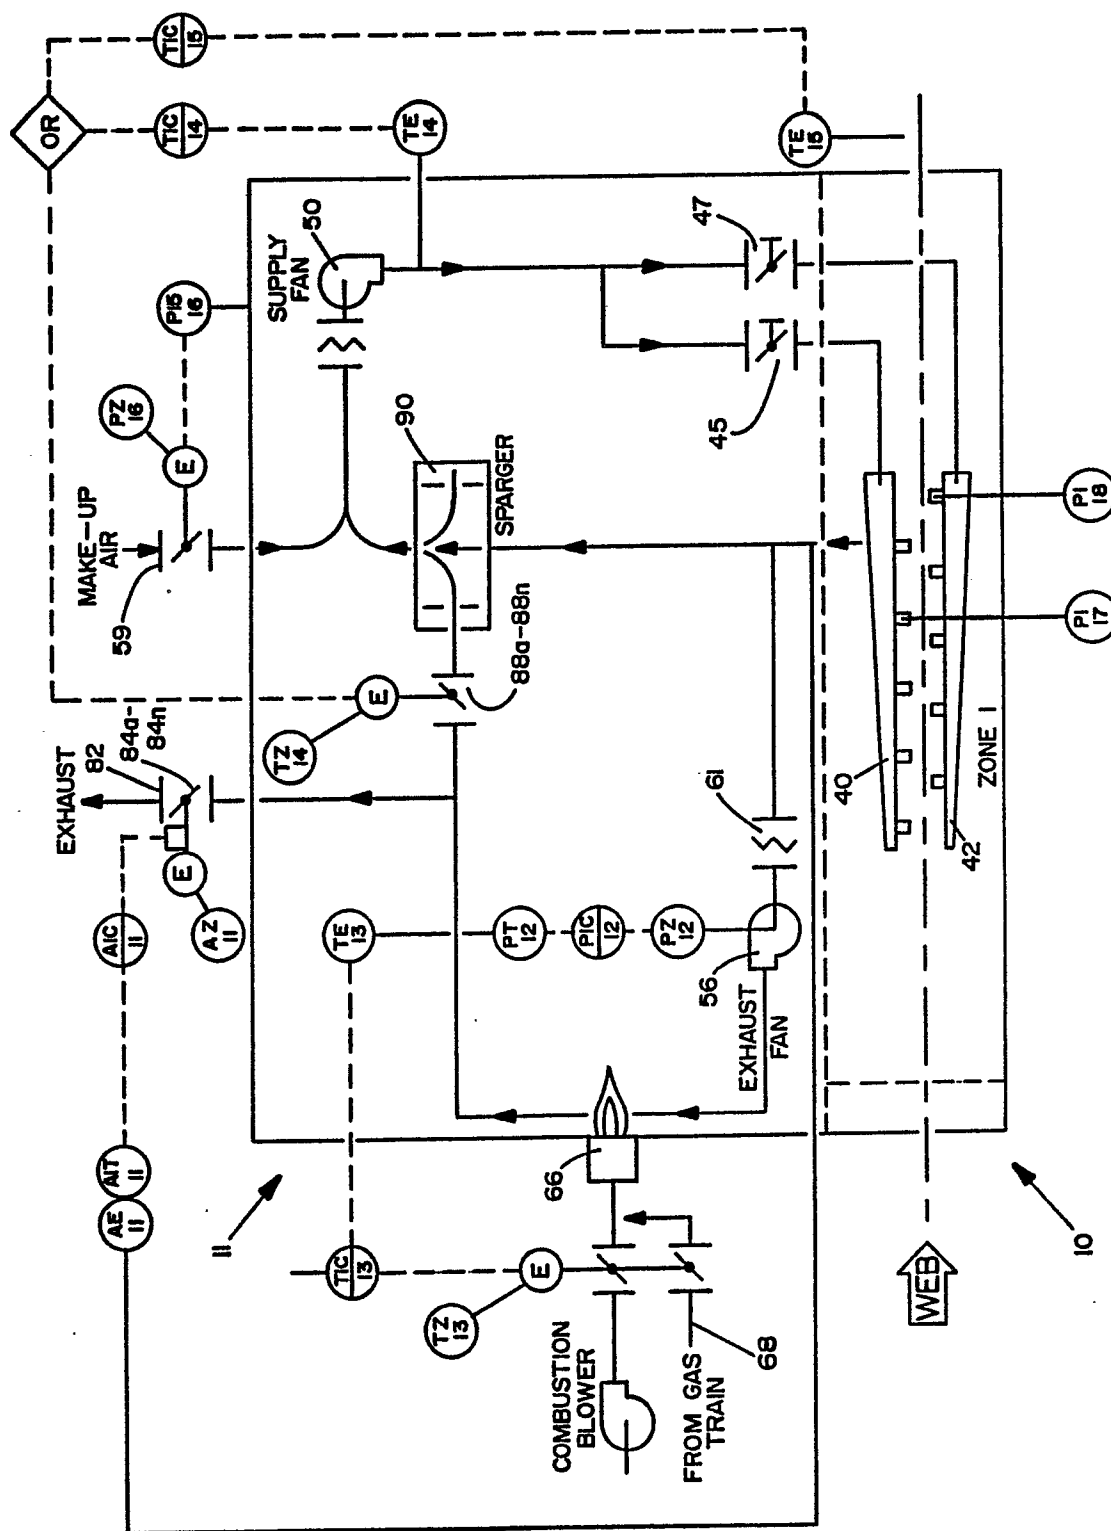 OR
TIC
15
TIC
14
TE
14
TE
15
P15
16
PZ
16
E
MAKE-UP
AIR
59
SUPPLY
FAN
50
47
45
90
SPARGER
88a-88n
E
TZ
14
EXHAUST
82
84a-
84n
E
AZ
11
AIC
11
AIT
11
AE
11
TE
13
PT
12
PIC
12
PZ
12
61
56
EXHAUST
FAN
66
11
TIC
13
TZ
13
E
COMBUSTION
BLOWER
FROM GAS
TRAIN
68
WEB
10
40
42
ZONE 1
PI
17
PI
18